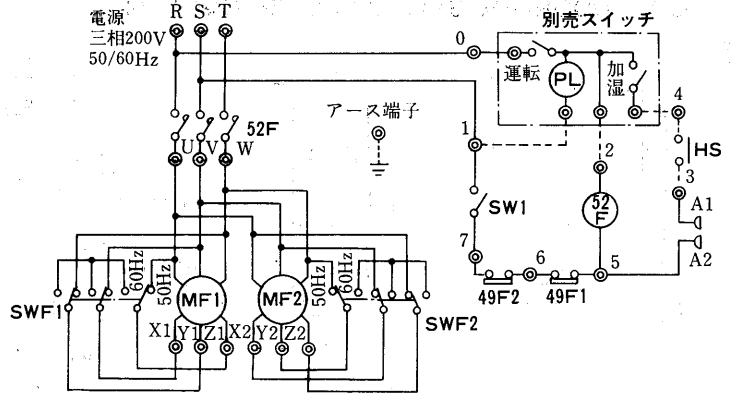 電源
三相200V
50/60Hz
R S T
別売スイッチ
0
運転
PL
加湿
4
アース端子
52F
U V W
1
2
HS
3
SW1
52F
A1
A2
7
6
5
49F2
49F1
60Hz
50Hz
50Hz
60Hz
SWF1
MF1
MF2
SWF2
X1 Y1 Z1 X2 Y2 Z2